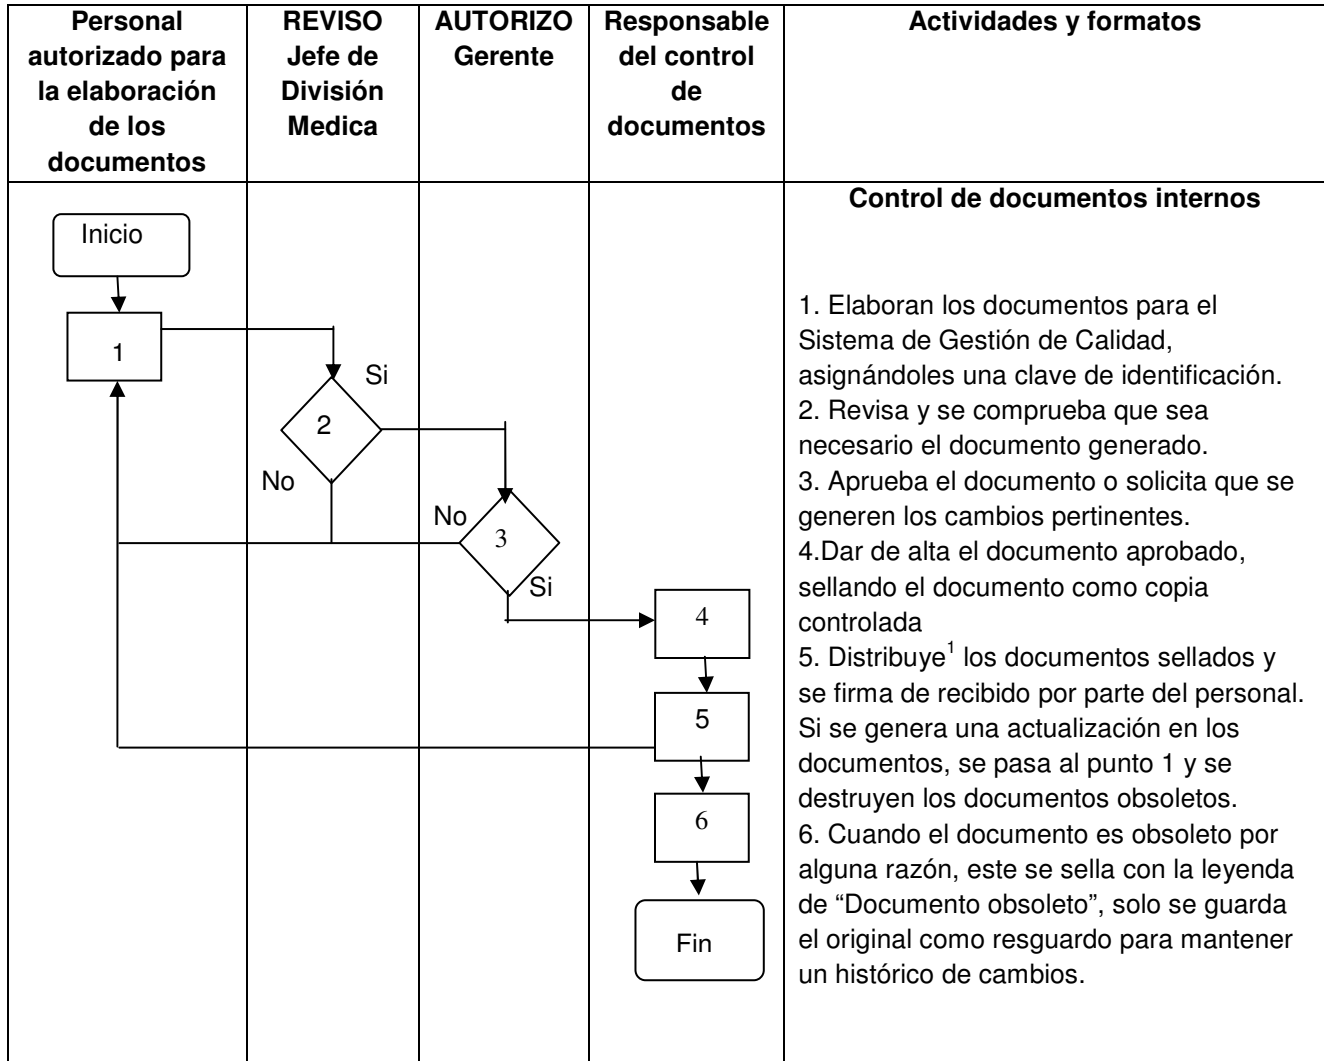 Personal
autorizado para
la elaboración
de los
documentos
REVISO
Jefe de
División
Medica
AUTORIZO
Gerente
Responsable
del control
de
documentos
Actividades y formatos
Inicio
1
2
Si
No
3
No
Si
4
5
6
Fin
Control de documentos internos
1. Elaboran los documentos para el
Sistema de Gestión de Calidad,
asignándoles una clave de identificación.
2. Revisa y se comprueba que sea
necesario el documento generado.
3. Aprueba el documento o solicita que se
generen los cambios pertinentes.
4.Dar de alta el documento aprobado,
sellando el documento como copia
controlada
5. Distribuye¹ los documentos sellados y
se firma de recibido por parte del personal.
Si se genera una actualización en los
documentos, se pasa al punto 1 y se
destruyen los documentos obsoletos.
6. Cuando el documento es obsoleto por
alguna razón, este se sella con la leyenda
de “Documento obsoleto”, solo se guarda
el original como resguardo para mantener
un histórico de cambios.